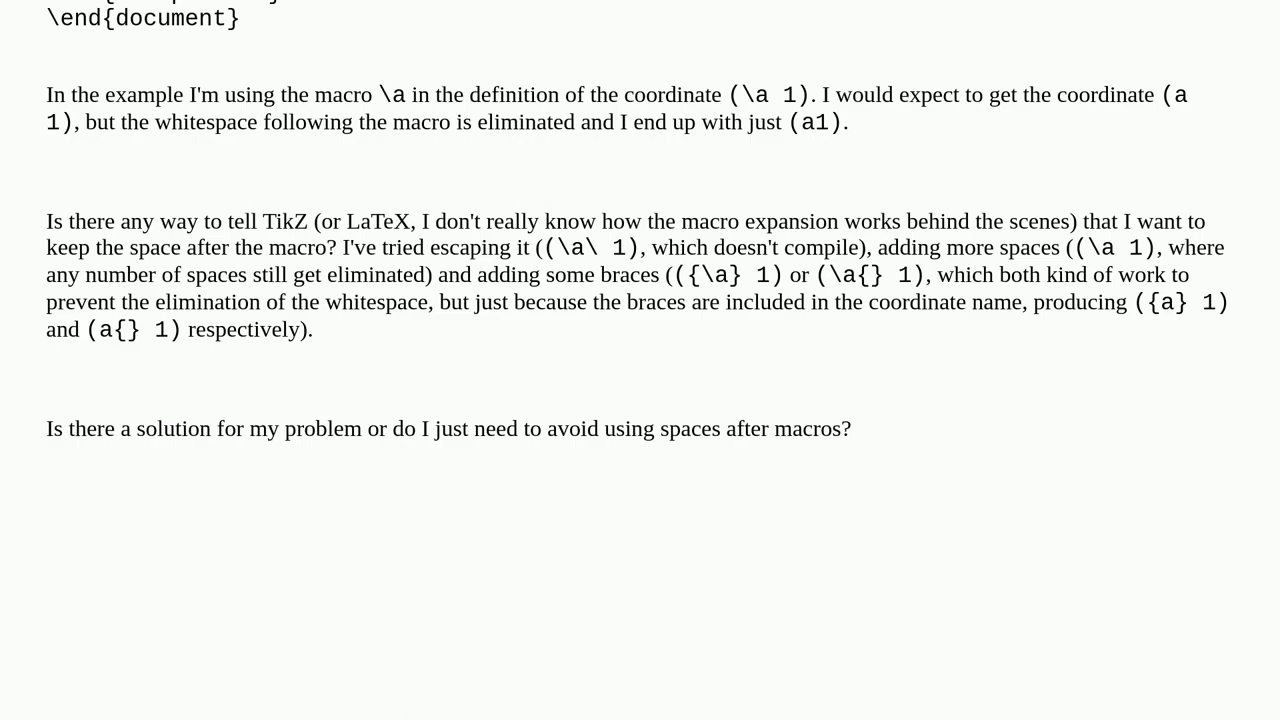 \end{document}
In the example I'm using the macro \a in the definition of the coordinate (\a 1). I would expect to get the coordinate (a
1), but the whitespace following the macro is eliminated and I end up with just (a1).
Is there any way to tell TikZ (or LaTeX, I don't really know how the macro expansion works behind the scenes) that I want to
keep the space after the macro? I've tried escaping it ((\a\ 1), which doesn't compile), adding more spaces ((\a 1), where
any number of spaces still get eliminated) and adding some braces (({\a} 1) or (\a{} 1), which both kind of work to
prevent the elimination of the whitespace, but just because the braces are included in the coordinate name, producing ({a} 1)
and (a{} 1) respectively).
Is there a solution for my problem or do I just need to avoid using spaces after macros?